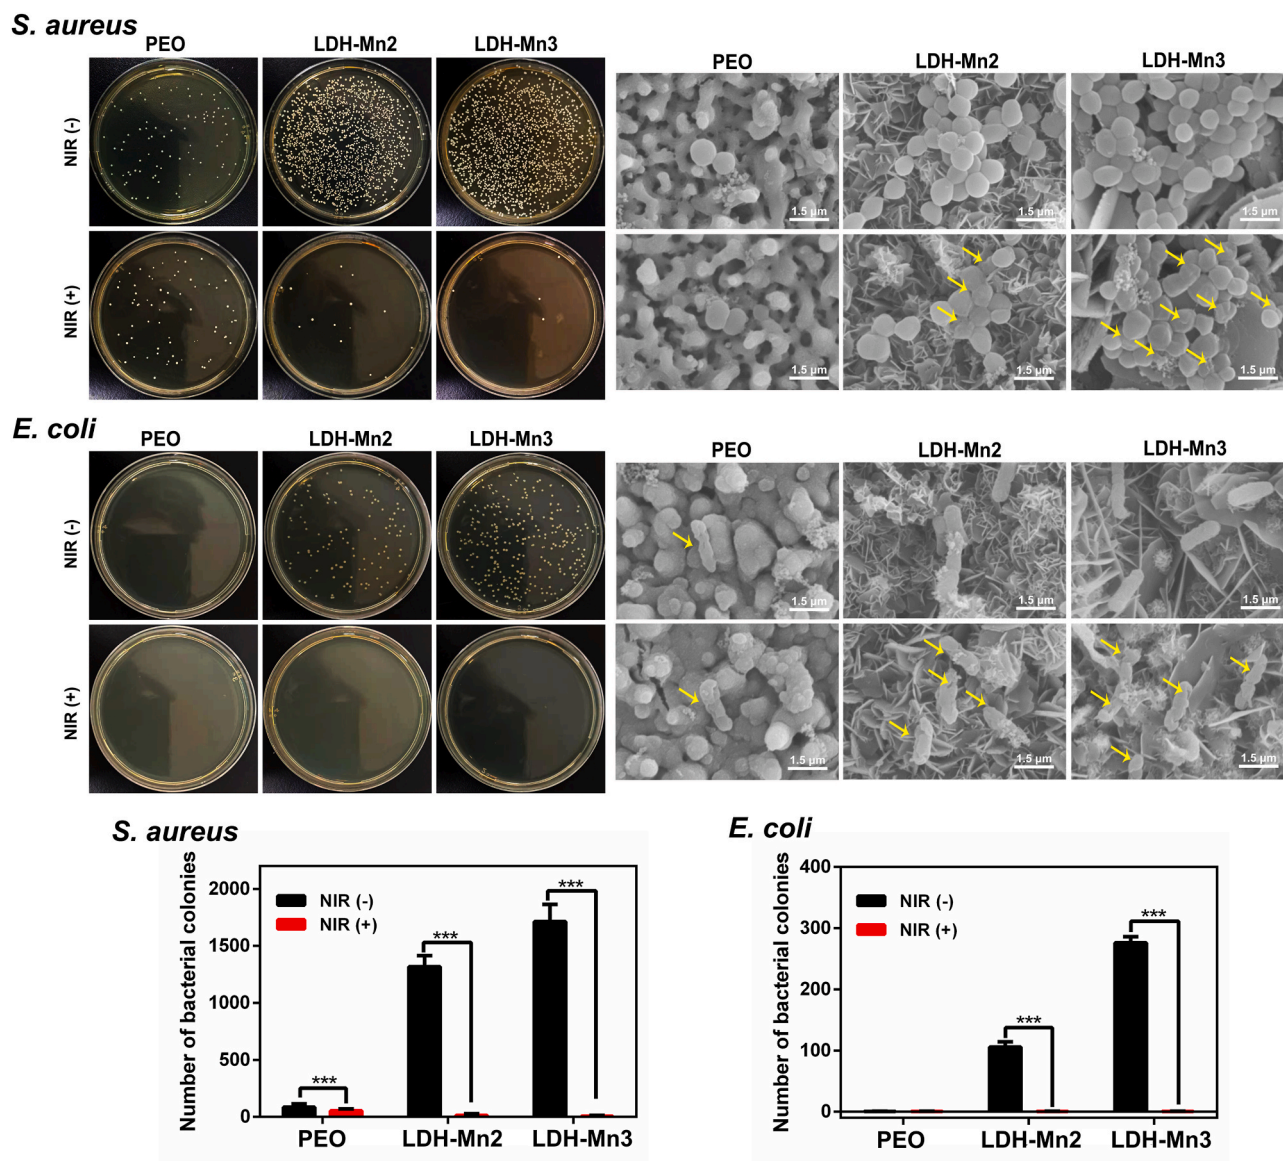 S. aureus
PEO LDH-Mn2 LDH-Mn3
NIR (-)
NIR (+)
PEO LDH-Mn2 LDH-Mn3
1.5 μm 1.5 μm 1.5 μm
1.5 μm 1.5 μm 1.5 μm
E. coli
PEO LDH-Mn2 LDH-Mn3
NIR (-)
NIR (+)
PEO LDH-Mn2 LDH-Mn3
1.5 μm 1.5 μm 1.5 μm
1.5 μm 1.5 μm 1.5 μm
S. aureus
Number of bacterial colonies
2000
1500
1000
500
0
NIR (-)
NIR (+)
***
***
***
PEO LDH-Mn2 LDH-Mn3
E. coli
Number of bacterial colonies
400
300
200
100
0
NIR (-)
NIR (+)
***
***
PEO LDH-Mn2 LDH-Mn3